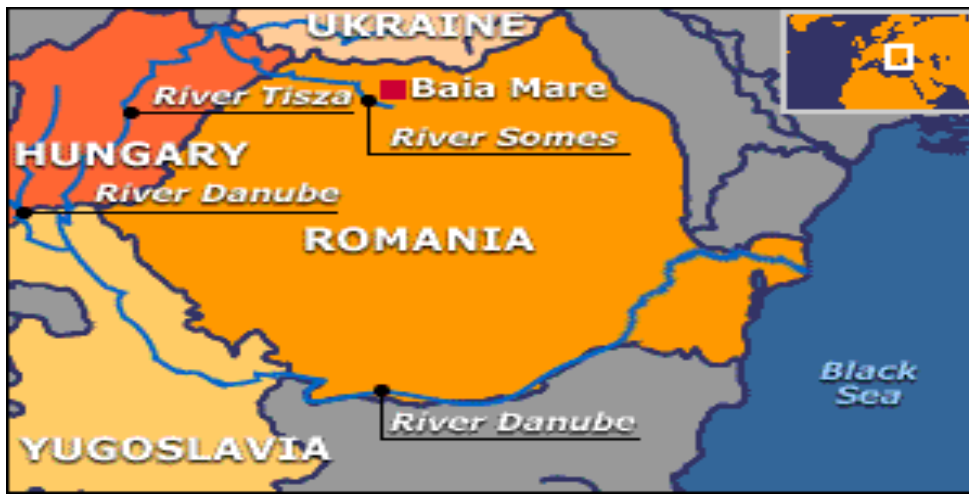 UKRAINE
River Tisza
Baia Mare
River Somes
HUNGARY
River Danube
ROMANIA
Black
Sea
River Danube
YUGOSLAVIA